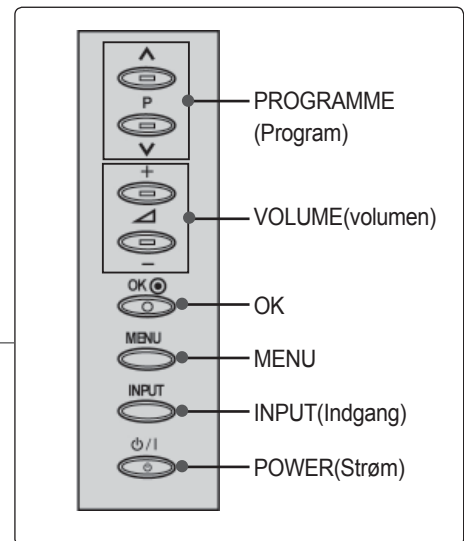 PROGRAMME
(Program)
P
+
VOLUME(volumen)
-
OK
OK
MENU
MENU
INPUT
INPUT(Indgang)
⏻/I
POWER(Strøm)